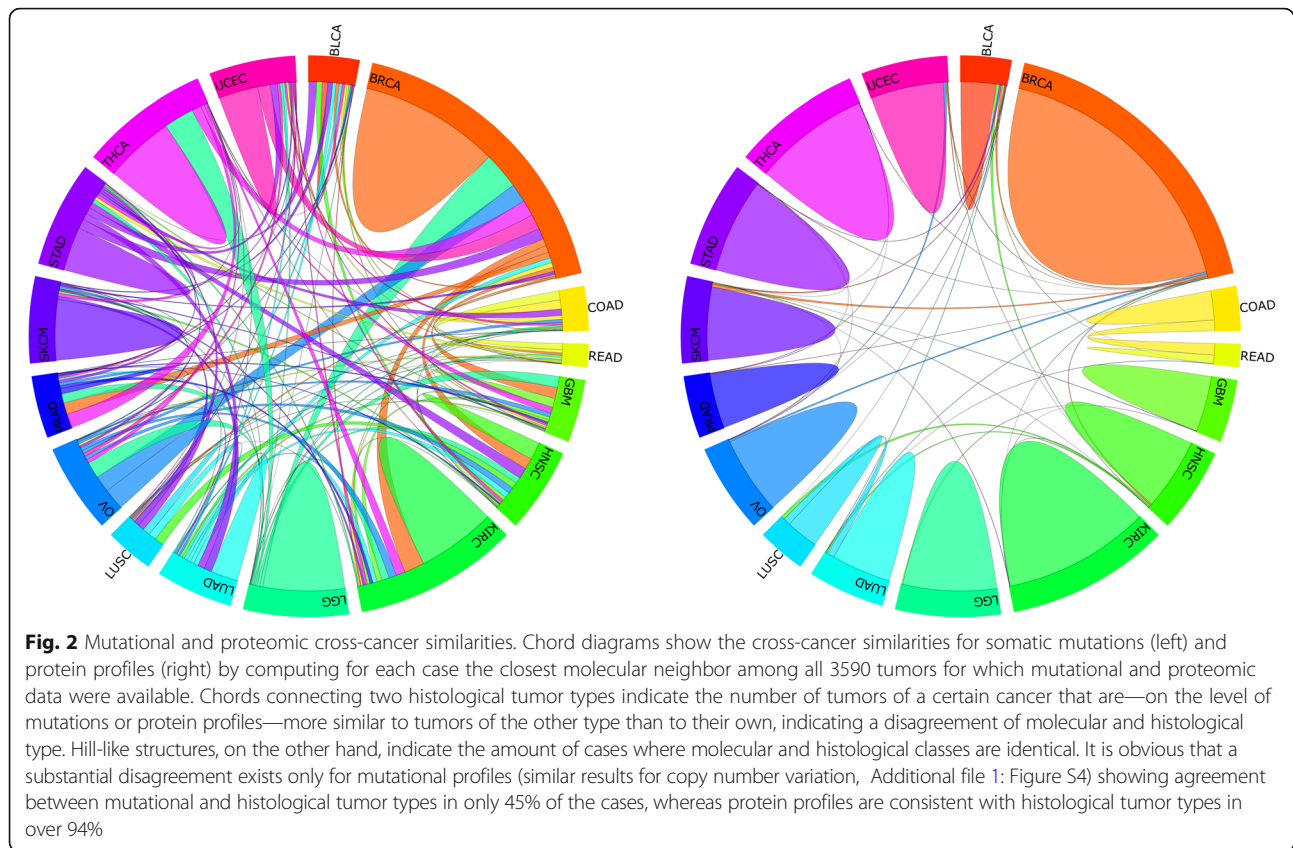 BLCA
BRCA
COAD
READ
GBM
HNSC
KIRC
LGG
LUAD
LUSC
OV
PRAD
SKCM
STAD
THCA
UCEC
BLCA
BRCA
COAD
READ
GBM
HNSC
KIRC
LGG
LUAD
LUSC
OV
PRAD
SKCM
STAD
THCA
UCEC
Fig. 2 Mutational and proteomic cross-cancer similarities. Chord diagrams show the cross-cancer similarities for somatic mutations (left) and
protein profiles (right) by computing for each case the closest molecular neighbor among all 3590 tumors for which mutational and proteomic
data were available. Chords connecting two histological tumor types indicate the number of tumors of a certain cancer that are—on the level of
mutations or protein profiles—more similar to tumors of the other type than to their own, indicating a disagreement of molecular and histological
type. Hill-like structures, on the other hand, indicate the amount of cases where molecular and histological classes are identical. It is obvious that a
substantial disagreement exists only for mutational profiles (similar results for copy number variation, Additional file 1: Figure S4) showing agreement
between mutational and histological tumor types in only 45% of the cases, whereas protein profiles are consistent with histological tumor types in
over 94%